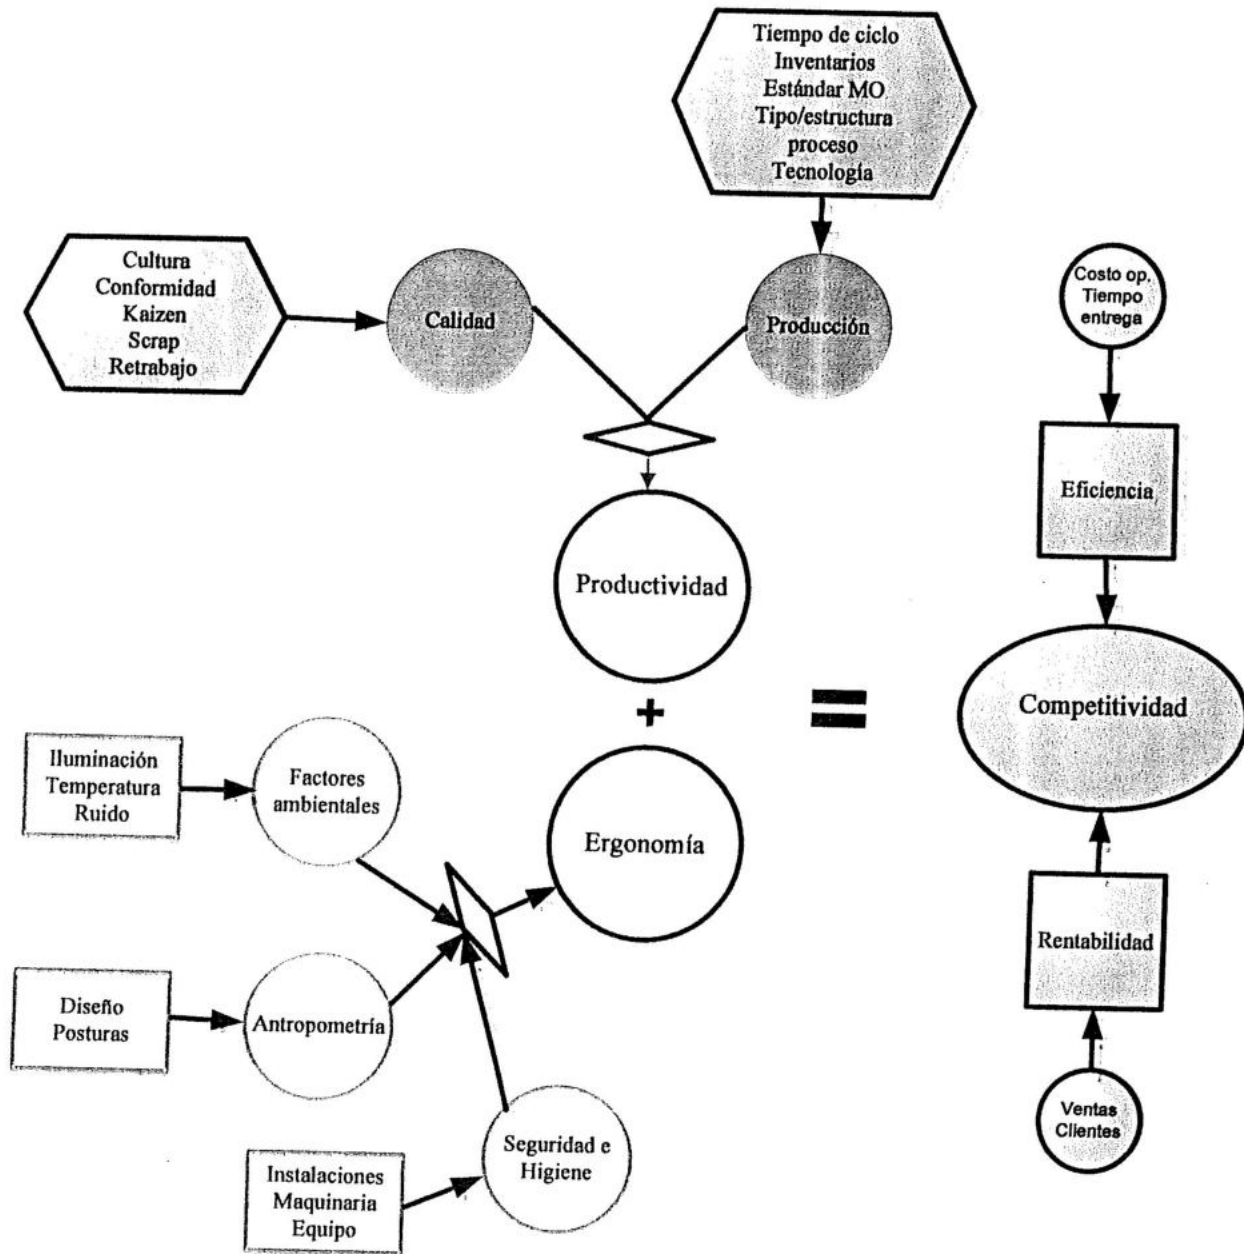 Tiempo de ciclo
Inventarios
Estándar MO
Tipo/estructura
proceso
Tecnología
Cultura
Conformidad
Kaizen
Scrap
Retrabajo
Calidad
Producción
Costo op.
Tiempo
entrega
Eficiencia
Productividad
+
=
Competitividad
Iluminación
Temperatura
Ruido
Factores
ambientales
Ergonomía
Rentabilidad
Diseño
Posturas
Antropometría
Seguridad e
Higiene
Instalaciones
Maquinaria
Equipo
Ventas
Clientes